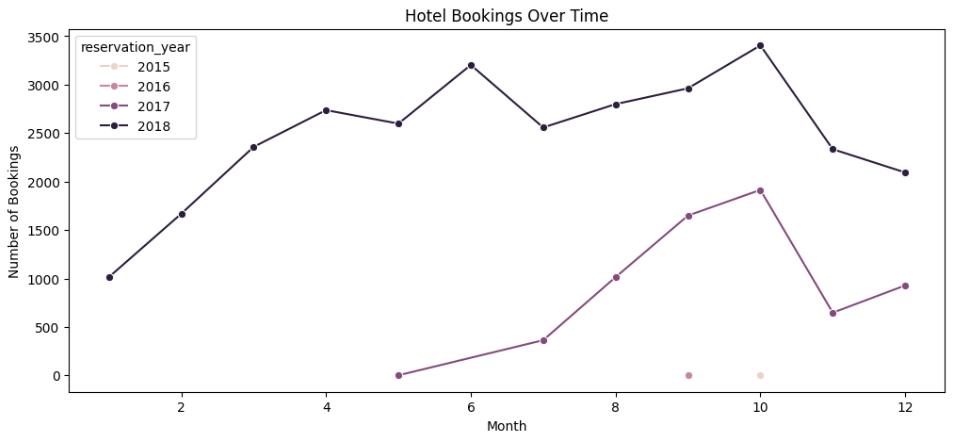 Hotel Bookings Over Time
reservation_year
2015
2016
2017
2018
Number of Bookings
3500
3000
2500
2000
1500
1000
500
0
2 4 6 8 10 12
Month